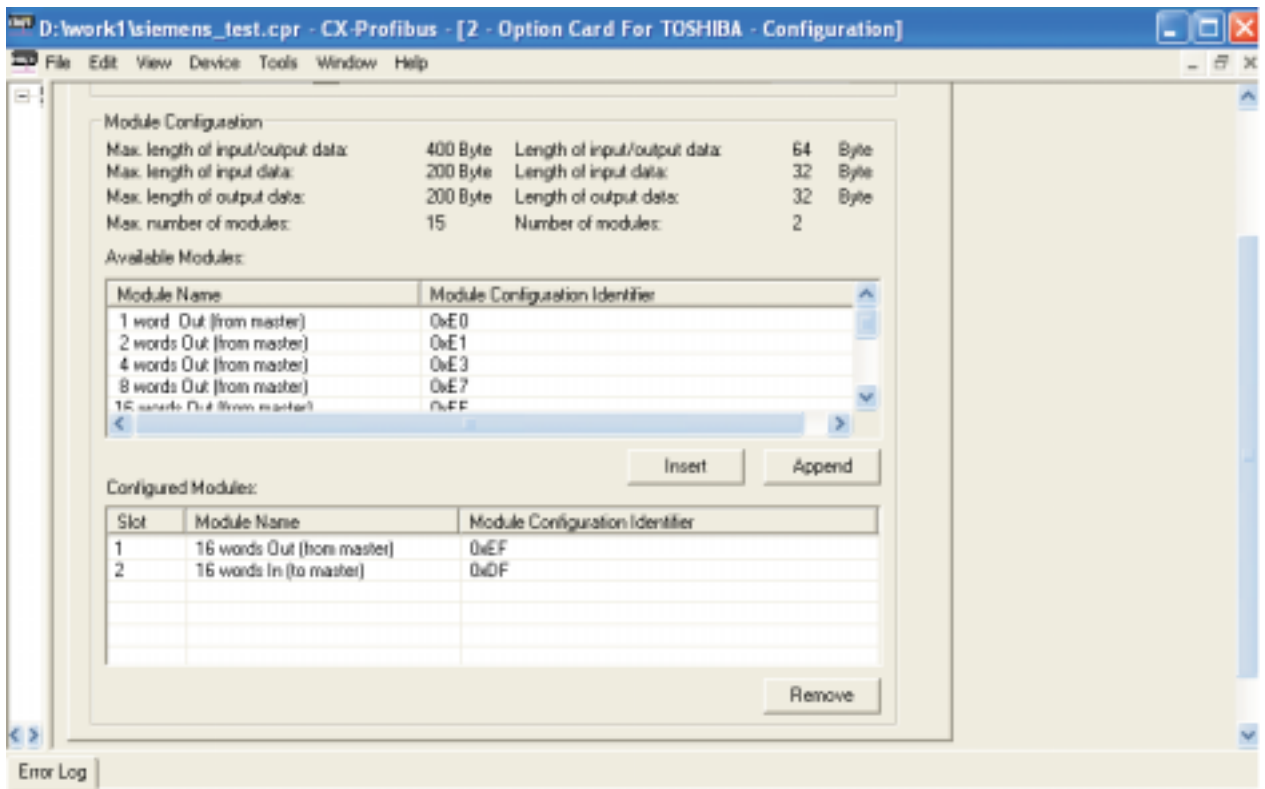 D:\work1\siemens_test.cpr - CX-Profibus - [2 - Option Card For TOSHIBA - Configuration]
File Edit View Device Tools Window Help
Module Configuration
Max. length of input/output data: 400 Byte Length of input/output data: 64 Byte
Max. length of input data: 200 Byte Length of input data: 32 Byte
Max. length of output data: 200 Byte Length of output data: 32 Byte
Max. number of modules: 15 Number of modules: 2
Available Modules:
Module Name Module Configuration Identifier
1 word Out (from master) 0xE0
2 words Out (from master) 0xE1
4 words Out (from master) 0xE3
8 words Out (from master) 0xE7
16 words Out (from master) 0xEF
Insert Append
Configured Modules:
Slot Module Name Module Configuration Identifier
1 16 words Out (from master) 0xEF
2 16 words In (to master) 0xDF
Remove
Error Log